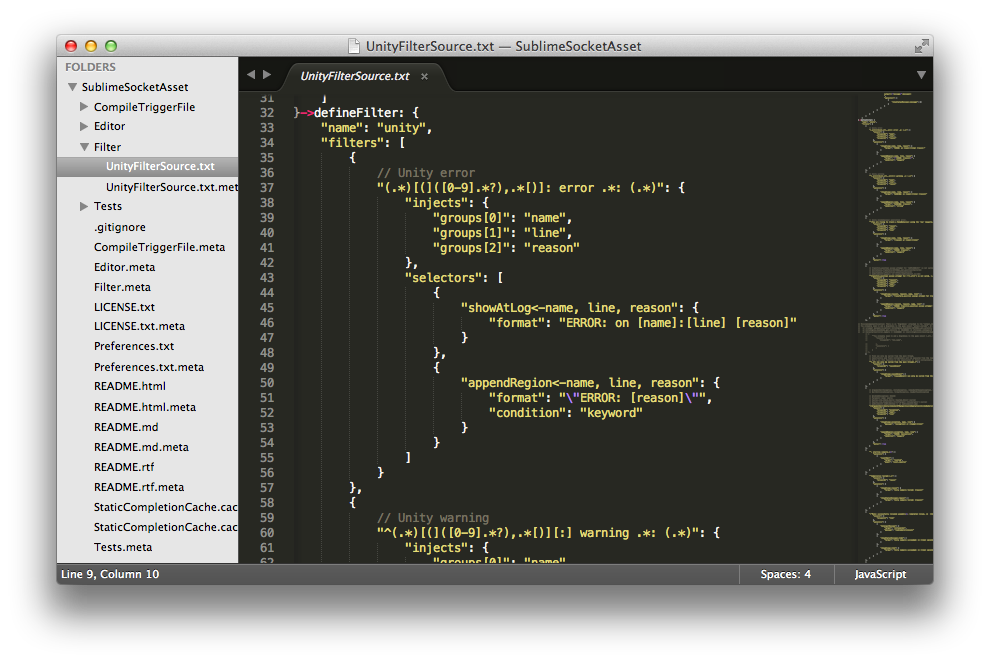 UnityFilterSource.txt — SublimeSocketAsset
FOLDERS
SublimeSocketAsset
CompileTriggerFile
Editor
Filter
UnityFilterSource.txt
UnityFilterSource.txt.met
Tests
.gitignore
CompileTriggerFile.meta
Editor.meta
Filter.meta
LICENSE.txt
LICENSE.txt.meta
Preferences.txt
Preferences.txt.meta
README.html
README.html.meta
README.md
README.md.meta
README.rtf
README.rtf.meta
StaticCompletionCache.cac
StaticCompletionCache.cac
Tests.meta
UnityFilterSource.txt ×
31 ]
32 }->defineFilter: {
33 "name": "unity",
34 "filters": [
35 {
36 // Unity error
37 "(.*)[(]([0-9].*?),.*[)]: error .*: (.*)": {
38 "injects": {
39 "groups[0]": "name",
40 "groups[1]": "line",
41 "groups[2]": "reason"
42 },
43 "selectors": [
44 {
45 "showAtLog<-name, line, reason": {
46 "format": "ERROR: on [name]:[line] [reason]"
47 }
48 },
49 {
50 "appendRegion<-name, line, reason": {
51 "format": "\"ERROR: [reason]\"",
52 "condition": "keyword"
53 }
54 }
55 ]
56 }
57 },
58 {
59 // Unity warning
60 "^(.*)[(]([0-9].*?),.*[)][:] warning .*: (.*)": {
61 "injects": {
62 "groups[0]": "name",
Line 9, Column 10
Spaces: 4
JavaScript